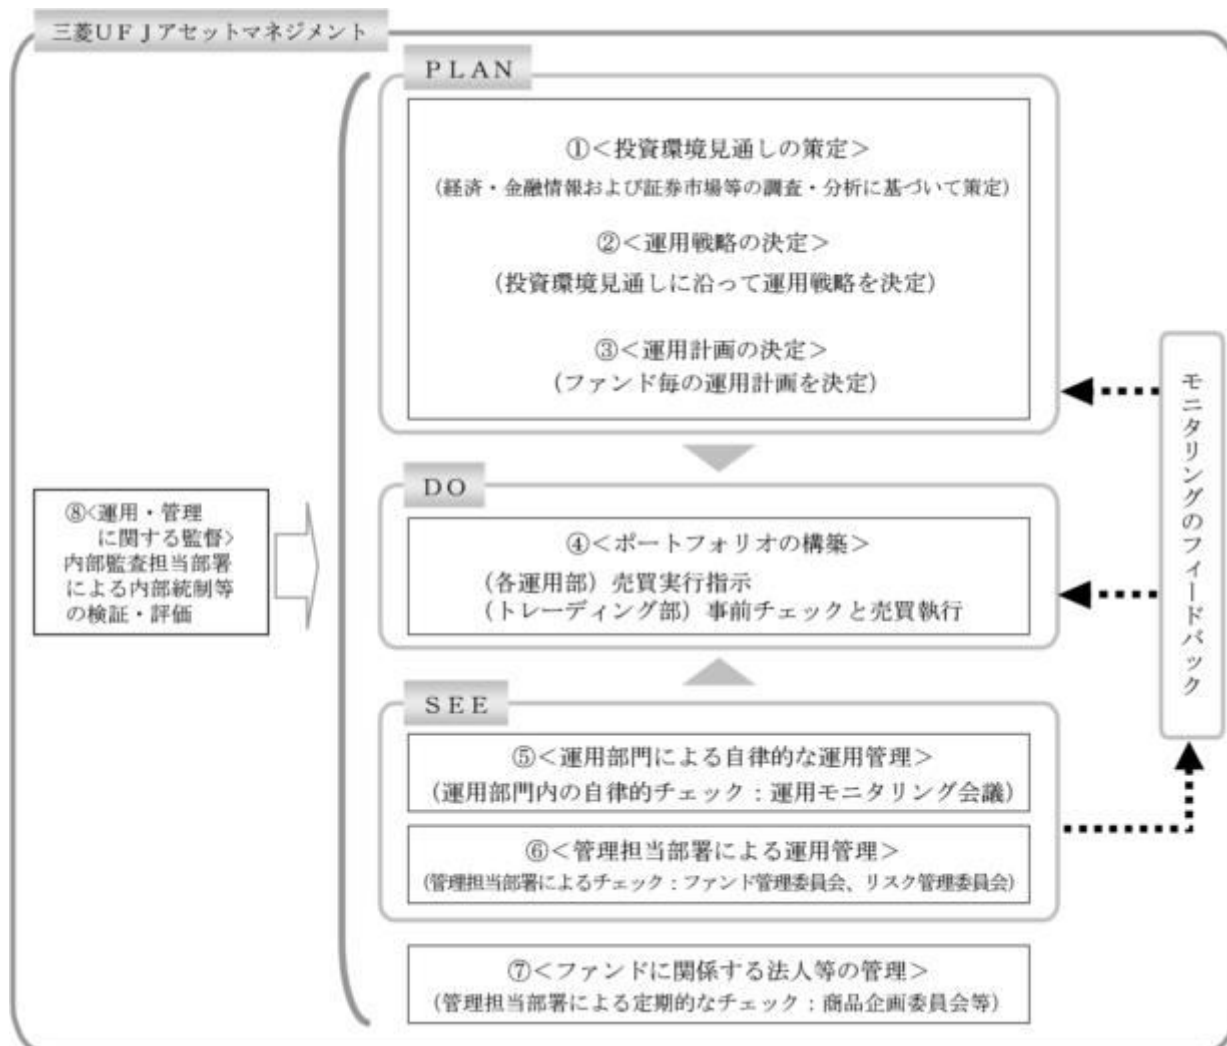 三菱UFJアセットマネジメント
PLAN
①<投資環境見通しの策定>
(経済・金融情報および証券市場等の調査・分析に基づいて策定)
②<運用戦略の決定>
(投資環境見通しに沿って運用戦略を決定)
③<運用計画の決定>
(ファンド毎の運用計画を決定)
DO
④<ポートフォリオの構築>
(各運用部)売買実行指示
(トレーディング部)事前チェックと売買執行
SEE
⑤<運用部門による自律的な運用管理>
(運用部門内の自律的チェック:運用モニタリング会議)
⑥<管理担当部署による運用管理>
(管理担当部署によるチェック:ファンド管理委員会、リスク管理委員会)
⑦<ファンドに関係する法人等の管理>
(管理担当部署による定期的なチェック:商品企画委員会等)
⑧<運用・管理
に関する監督>
内部監査担当部署
による内部統制等
の検証・評価
モニタリングのフィードバック